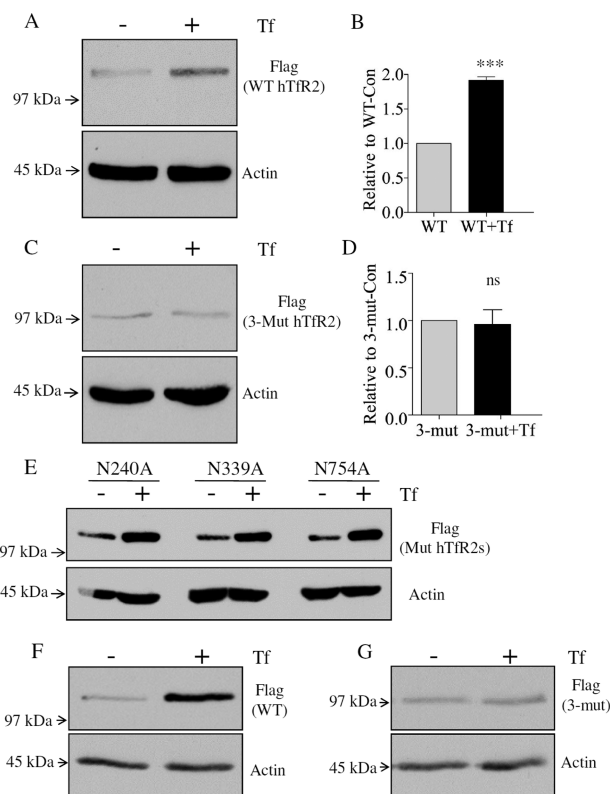 A
- + Tf
Flag
(WT hTfR2)
97 kDa→
45 kDa→
Actin
B
Relative to WT-Con
2.0
1.0
1.0
0.0
***
WT WT+Tf
C
- + Tf
Flag
(3-Mut hTfR2)
97 kDa→
45 kDa→
Actin
D
Relative to 3-mut-Con
1.5
1.0
0.5
0.0
ns
3-mut 3-mut+Tf
E
N240A N339A N754A
- + - + - + Tf
Flag
(Mut hTfR2s)
97 kDa→
45 kDa→
Actin
F
- + Tf
Flag
(WT)
97 kDa→
45 kDa→
Actin
G
- + Tf
Flag
(3-mut)
97 kDa→
45 kDa→
Actin